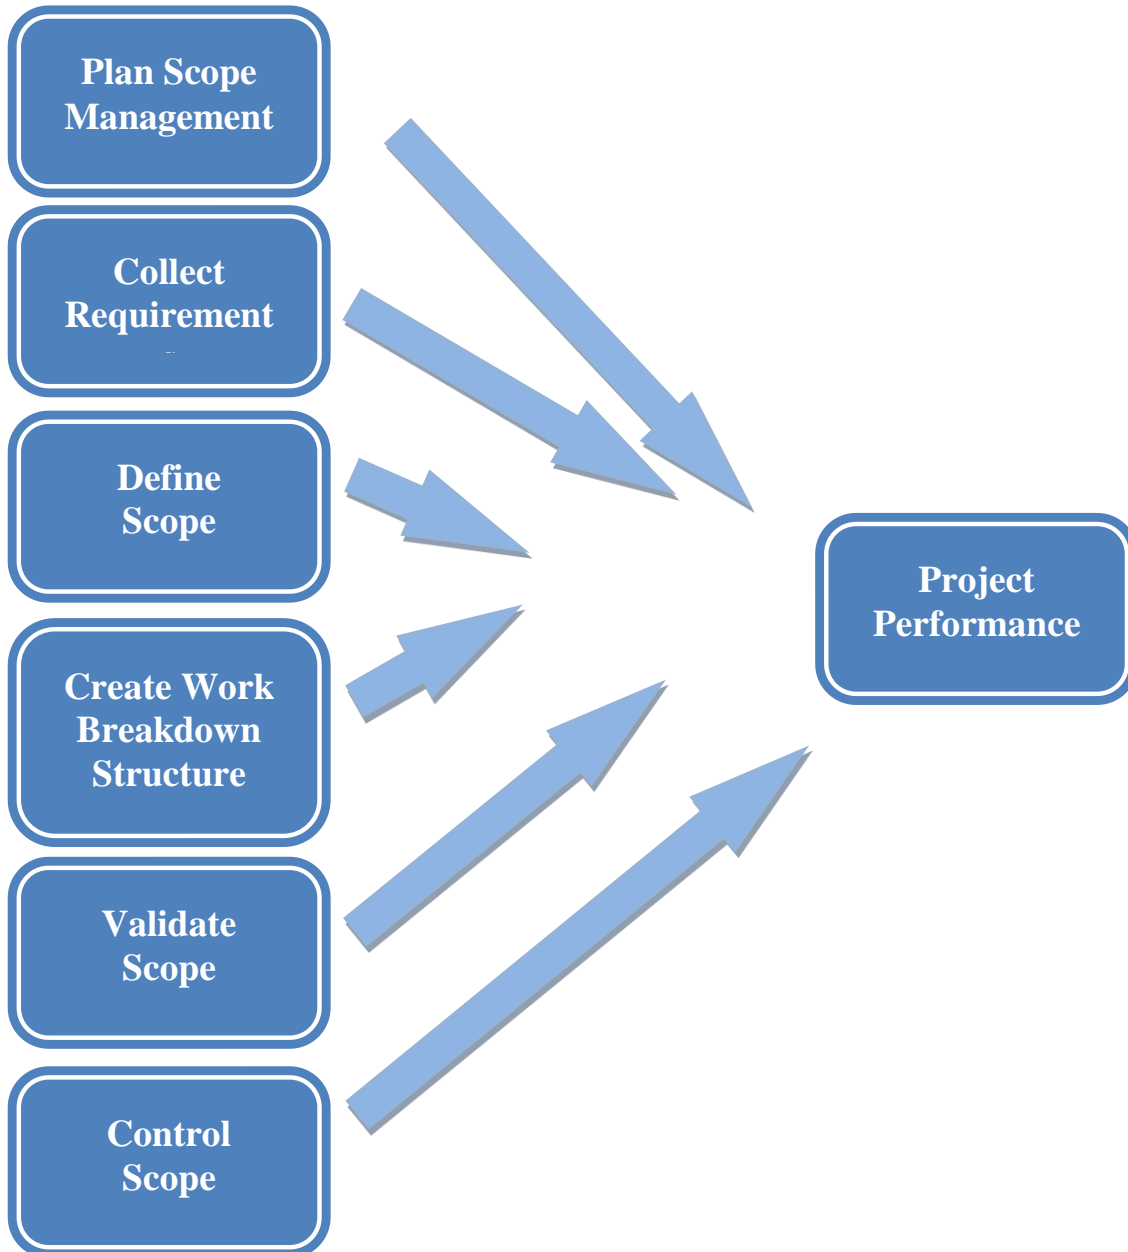 Plan Scope
Management
Collect
Requirement
Define
Scope
Create Work
Breakdown
Structure
Validate
Scope
Control
Scope
Project
Performance